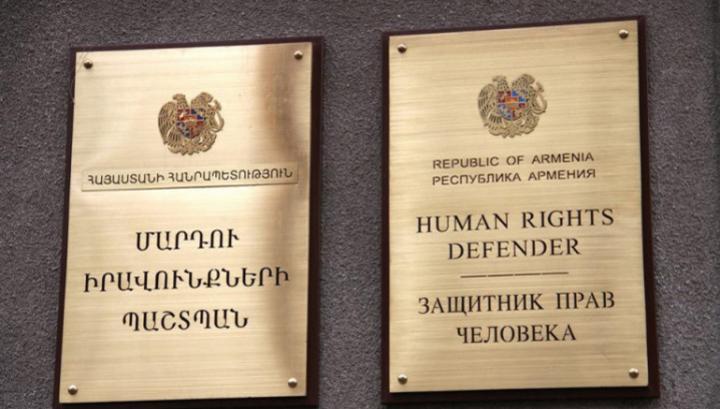 ՀԱՅԱՍՏԱՆԻ ՀԱՆՐԱՊԵՏՈՒԹՅՈՒՆ
ՄԱՐԴՈՒ
ԻՐԱՎՈՒՆՔՆԵՐԻ
ՊԱՇՏՊԱՆ
REPUBLIC OF ARMENIA
РЕСПУБЛИКА АРМЕНИЯ
HUMAN RIGHTS
DEFENDER
ЗАЩИТНИК ПРАВ
ЧЕЛОВЕКА